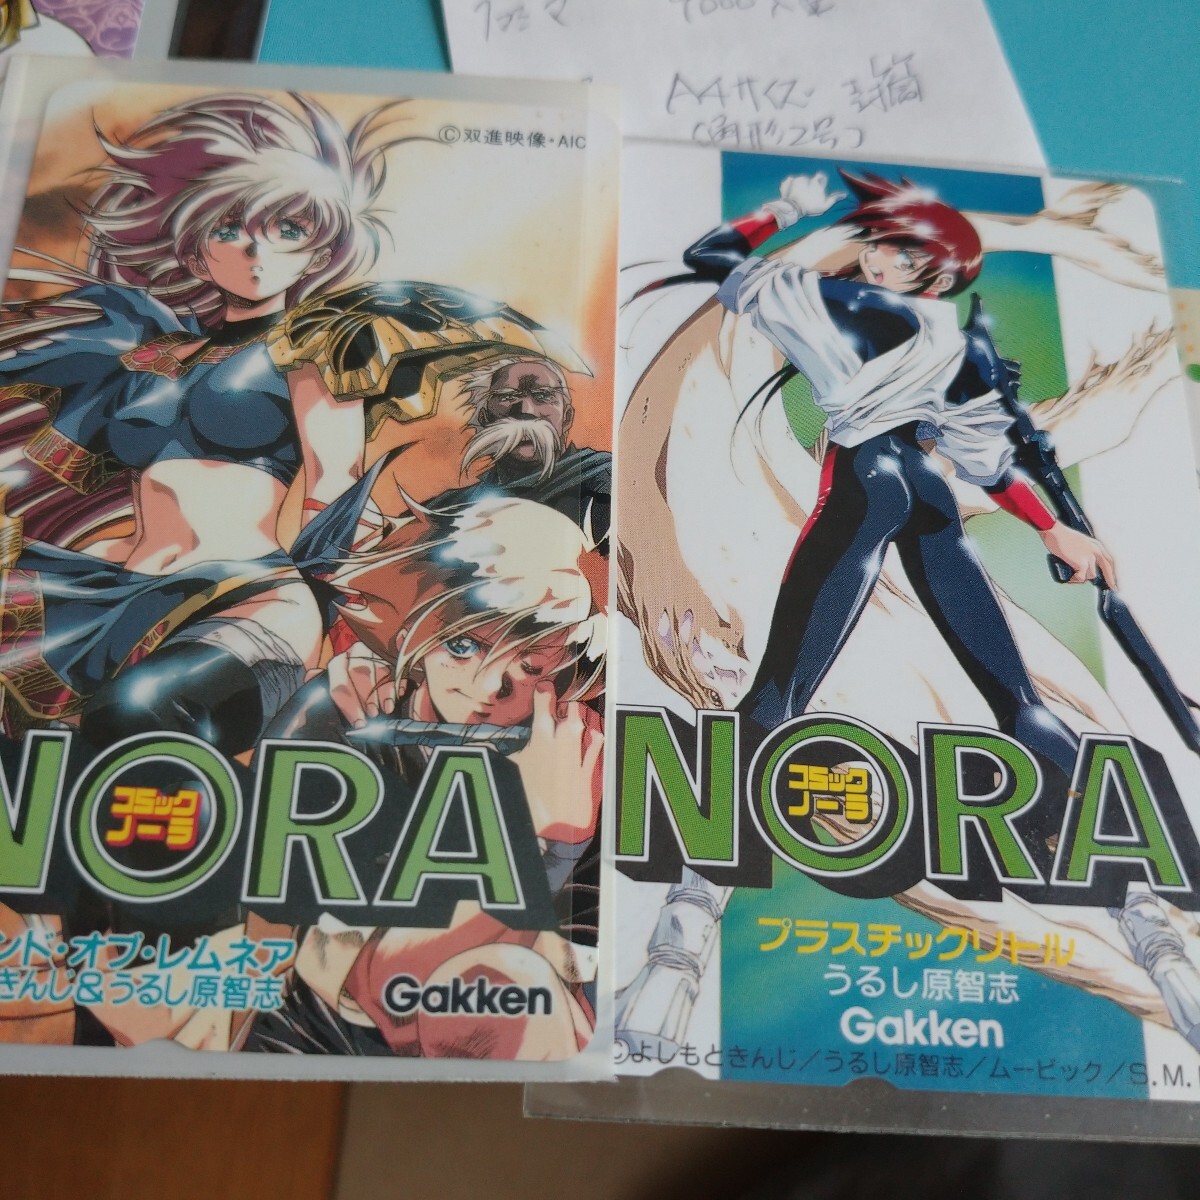 A4サイズ 封筒
(角形2号)
©双進映像・AIC
NORA
コミック
ノーラ
ンド・オブ・レムネア
きんじ&うるし原智志
Gakken
NORA
コミック
ノーラ
プラスチックリトル
うるし原智志
Gakken
©よしもときんじ/うるし原智志/ムービック/S.M.